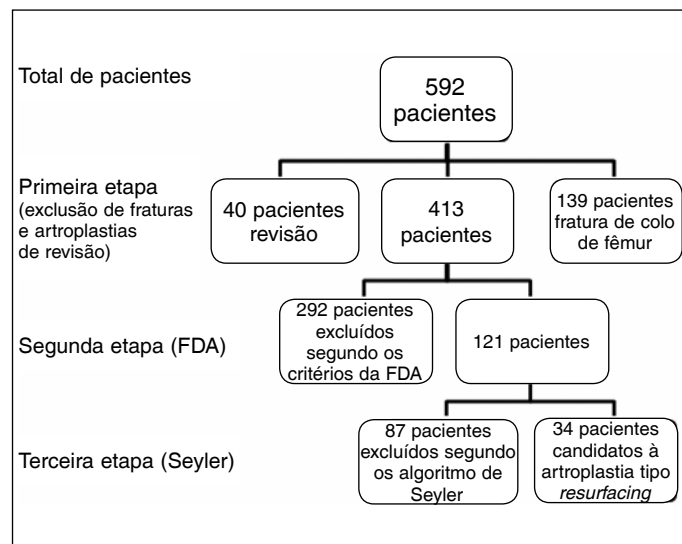 Total de pacientes
592
pacientes
Primeira etapa
(exclusão de fraturas
e artroplastias
de revisão)
40 pacientes
revisão
413
pacientes
139 pacientes
fratura de colo
de fêmur
Segunda etapa (FDA)
292 pacientes
excluídos
segundo os
critérios da FDA
121 pacientes
Terceira etapa (Seyler)
87 pacientes
excluídos segundo
os algoritmo de
Seyler
34 pacientes
candidatos à
artroplastia tipo
resurfacing